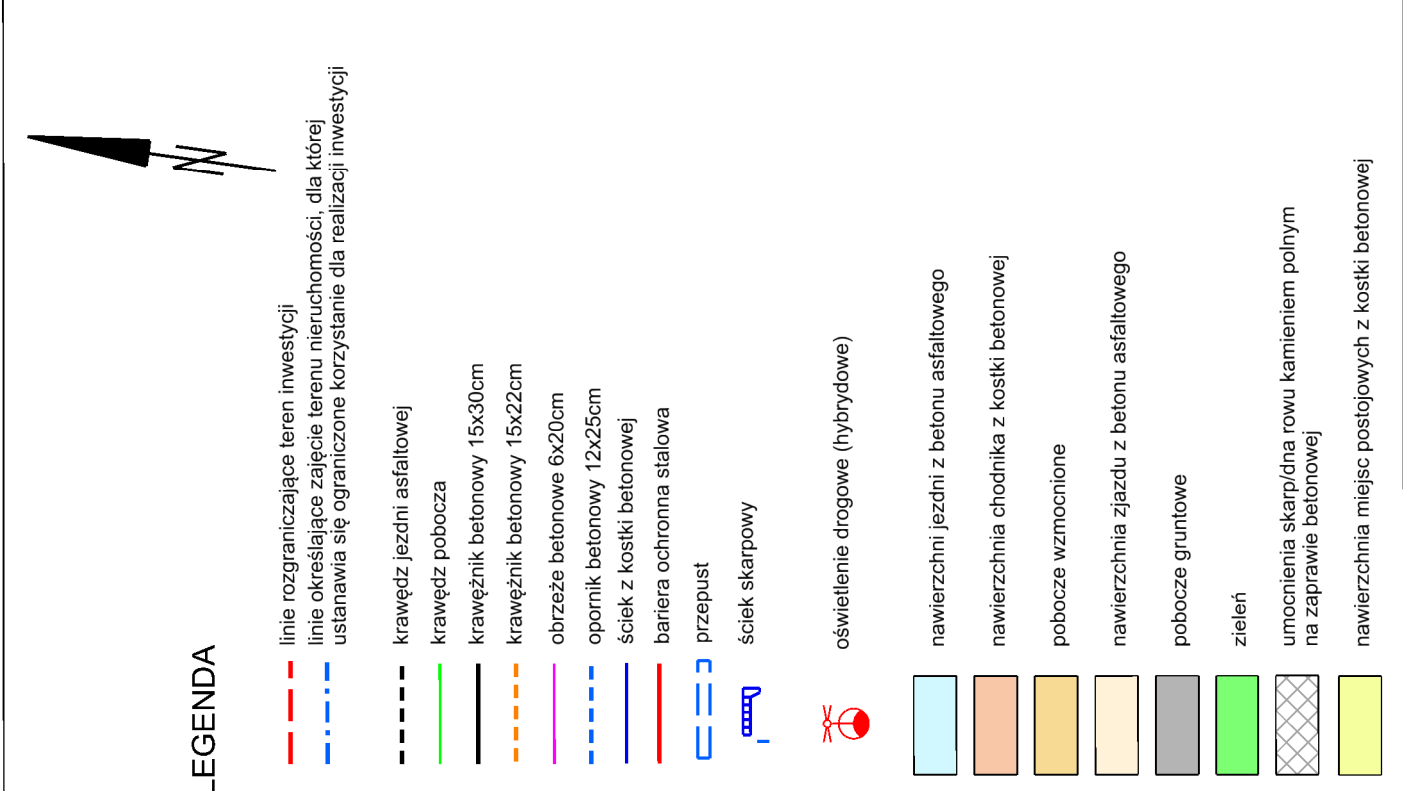 N
LEGENDA
linie rozgraniczające teren inwestycji
linie określające zajęcie terenu nieruchomości, dla której
ustanawia się ograniczone korzystanie dla realizacji inwestycji
krawędz jezdni asfaltowej
krawędz pobocza
krawężnik betonowy 15x30cm
krawężnik betonowy 15x22cm
obrzeże betonowe 6x20cm
opornik betonowy 12x25cm
ściek z kostki betonowej
bariera ochronna stalowa
przepust
ściek skarpowy
oświetlenie drogowe (hybrydowe)
nawierzchni jezdni z betonu asfaltowego
nawierzchnia chodnika z kostki betonowej
pobocze wzmocnione
nawierzchnia zjazdu z betonu asfaltowego
pobocze gruntowe
zieleń
umocnienia skarp/dna rowu kamieniem polnym
na zaprawie betonowej
nawierzchnia miejsc postojowych z kostki betonowej